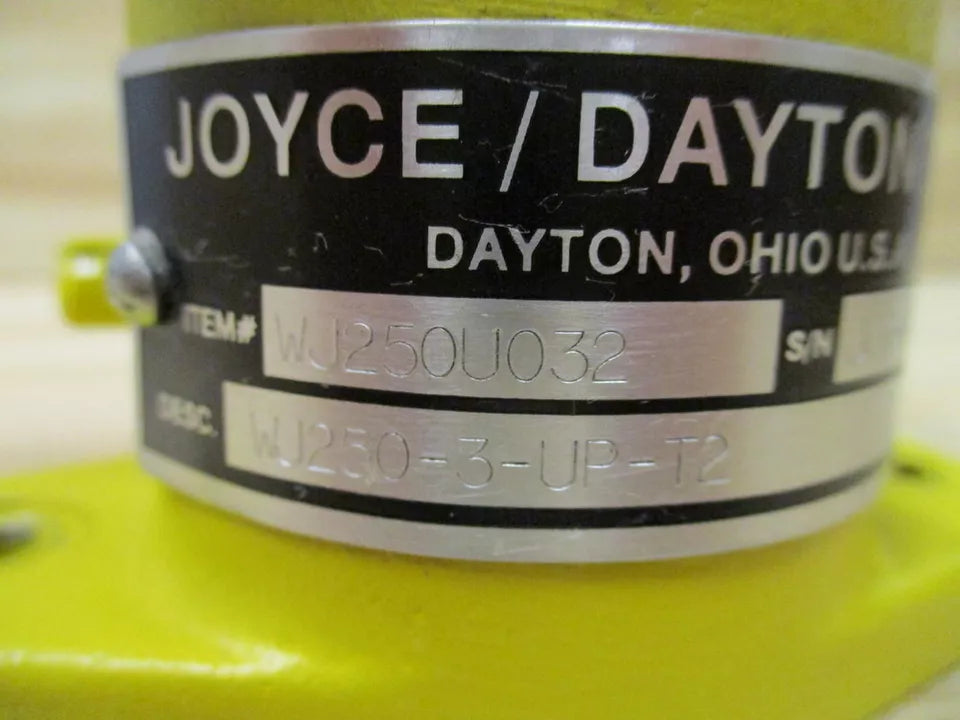 JOYCE / DAYTON
DAYTON, OHIO U.S.A
ITEM# WJ250U032 S/N
DESC. WJ250-3-UP-T2